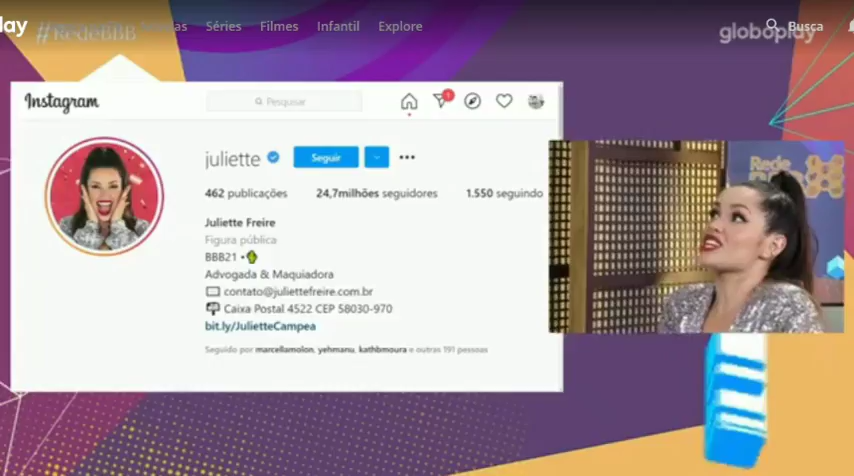 play
Séries
Filmes
Infantil
Explore
Busca
#RedeBBB
globoplay
Instagram
Pesquisar
1
juliette
Seguir
462 publicações
24,7milhões seguidores
1.550 seguindo
Juliette Freire
Figura pública
BBB21 •
Advogada & Maquiadora
contato@juliettefreire.com.br
Caixa Postal 4522 CEP 58030-970
bit.ly/JulietteCampea
Seguido por marcellamolon, yehmanu, kathbmoura e outras 191 pessoas
Rede